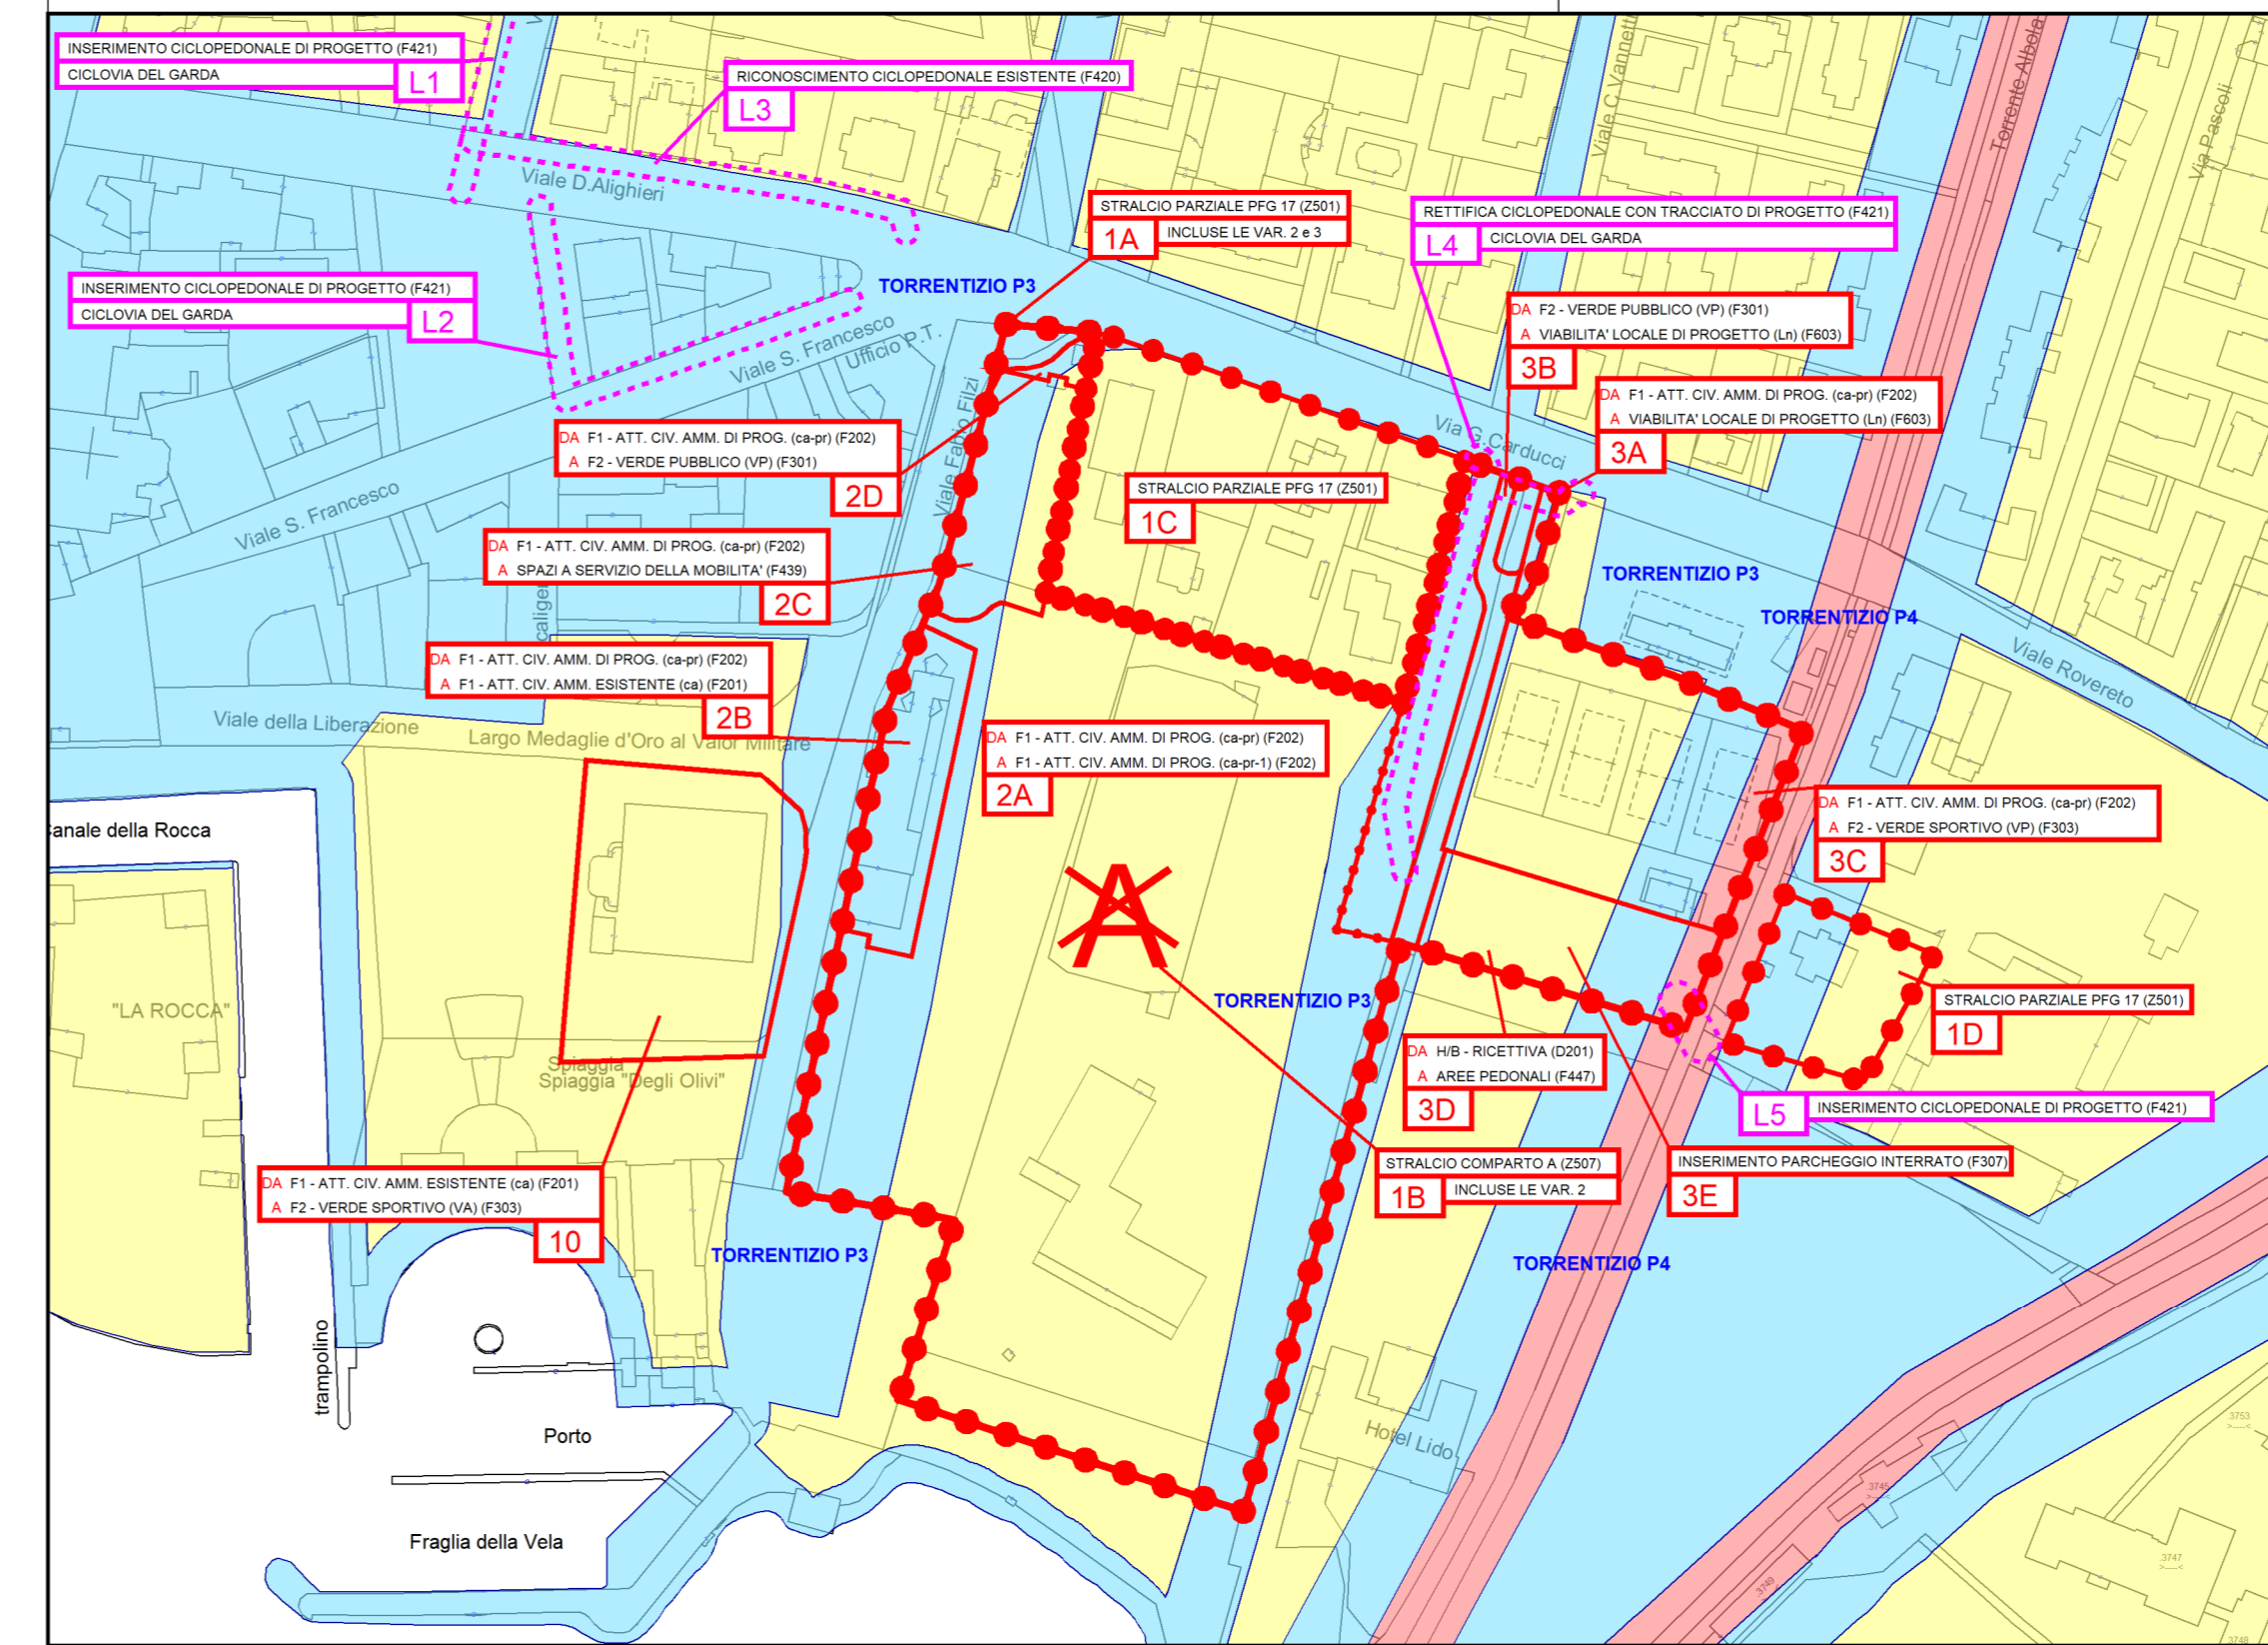 INSERIMENTO CICLOPEDONALE DI PROGETTO (F421)
CICLOVIA DEL GARDA
L1
RICONOSCIMENTO CICLOPEDONALE ESISTENTE (F420)
L3
Viale C.Vannetti
Torrente Albola
Via Pascoli
Viale D.Alighieri
STRALCIO PARZIALE PFG 17 (Z501)
1A
INCLUSE LE VAR. 2 e 3
RETTIFICA CICLOPEDONALE CON TRACCIATO DI PROGETTO (F421)
L4
CICLOVIA DEL GARDA
INSERIMENTO CICLOPEDONALE DI PROGETTO (F421)
CICLOVIA DEL GARDA
L2
TORRENTIZIO P3
DA F2 - VERDE PUBBLICO (VP) (F301)
A VIABILITA' LOCALE DI PROGETTO (Ln) (F603)
3B
Viale S. Francesco
Ufficio P.T.
Viale Fabio Filzi
DA F1 - ATT. CIV. AMM. DI PROG. (ca-pr) (F202)
A VIABILITA' LOCALE DI PROGETTO (Ln) (F603)
3A
Via G.Carducci
DA F1 - ATT. CIV. AMM. DI PROG. (ca-pr) (F202)
A F2 - VERDE PUBBLICO (VP) (F301)
2D
STRALCIO PARZIALE PFG 17 (Z501)
1C
Viale S. Francesco
DA F1 - ATT. CIV. AMM. DI PROG. (ca-pr) (F202)
A SPAZI A SERVIZIO DELLA MOBILITA' (F439)
2C
TORRENTIZIO P3
TORRENTIZIO P4
caliger
Viale Rovereto
DA F1 - ATT. CIV. AMM. DI PROG. (ca-pr) (F202)
A F1 - ATT. CIV. AMM. ESISTENTE (ca) (F201)
2B
Viale della Liberazione
Largo Medaglie d'Oro al Valor Militare
DA F1 - ATT. CIV. AMM. DI PROG. (ca-pr) (F202)
A F1 - ATT. CIV. AMM. DI PROG. (ca-pr-1) (F202)
2A
DA F1 - ATT. CIV. AMM. DI PROG. (ca-pr) (F202)
A F2 - VERDE SPORTIVO (VP) (F303)
3C
anale della Rocca
A
"LA ROCCA"
TORRENTIZIO P3
STRALCIO PARZIALE PFG 17 (Z501)
1D
Spiaggia
Spiaggia "Degli Olivi"
DA H/B - RICETTIVA (D201)
A AREE PEDONALI (F447)
3D
L5
INSERIMENTO CICLOPEDONALE DI PROGETTO (F421)
STRALCIO COMPARTO A (Z507)
1B
INCLUSE LE VAR. 2
INSERIMENTO PARCHEGGIO INTERRATO (F307)
3E
DA F1 - ATT. CIV. AMM. ESISTENTE (ca) (F201)
A F2 - VERDE SPORTIVO (VA) (F303)
10
TORRENTIZIO P3
TORRENTIZIO P4
trampolino
Porto
Hotel Lido
Fraglia della Vela
.3753
.3745
.3747
.3749
.3748